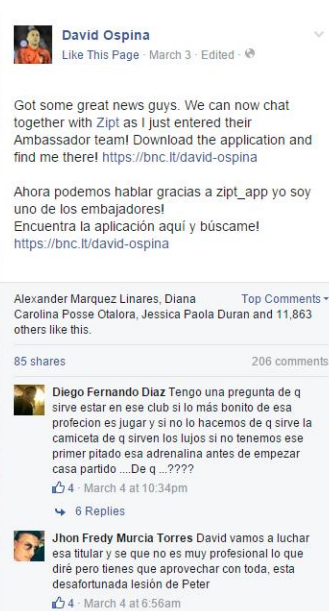 David Ospina
Like This Page · March 3 · Edited ·
Got some great news guys. We can now chat
together with Zipt as I just entered their
Ambassador team! Download the application and
find me there! https://bnc.lt/david-ospina
Ahora podemos hablar gracias a zipt_app yo soy
uno de los embajadores!
Encuentra la aplicación aquí y búscame!
https://bnc.lt/david-ospina
Alexander Marquez Linares, Diana Top Comments
Carolina Posse Otalora, Jessica Paola Duran and 11,863
others like this.
85 shares 206 comments
Diego Fernando Diaz Tengo una pregunta de q
sirve estar en ese club si lo más bonito de esa
profecion es jugar y si no lo hacemos de q sirve la
camiceta de q sirven los lujos si no tenemos ese
primer pitado esa adrenalina antes de empezar
casa partido ....De q ...????
4 · March 4 at 10:34pm
6 Replies
Jhon Fredy Murcia Torres David vamos a luchar
esa titular y se que no es muy profesional lo que
diré pero tienes que aprovechar con toda, esta
desafortunada lesión de Peter
4 · March 4 at 6:56am